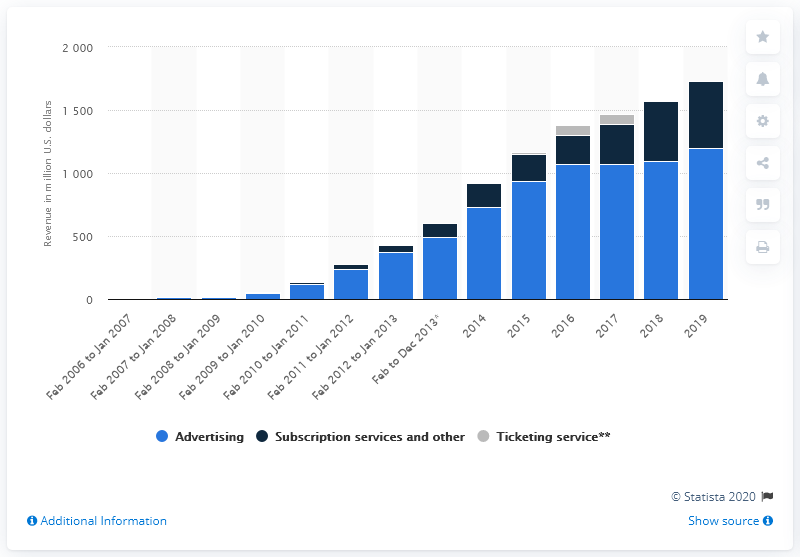 2 000
1 500
1 000
500
0
Revenue in million U.S. dollars
Feb 2006 to Jan 2007
Feb 2007 to Jan 2008
Feb 2008 to Jan 2009
Feb 2009 to Jan 2010
Feb 2010 to Jan 2011
Feb 2011 to Jan 2012
Feb 2012 to Jan 2013
Feb to Dec 2013*
2014
2015
2016
2017
2018
2019
Advertising Subscription services and other Ticketing service**
© Statista 2020
Additional Information Show source